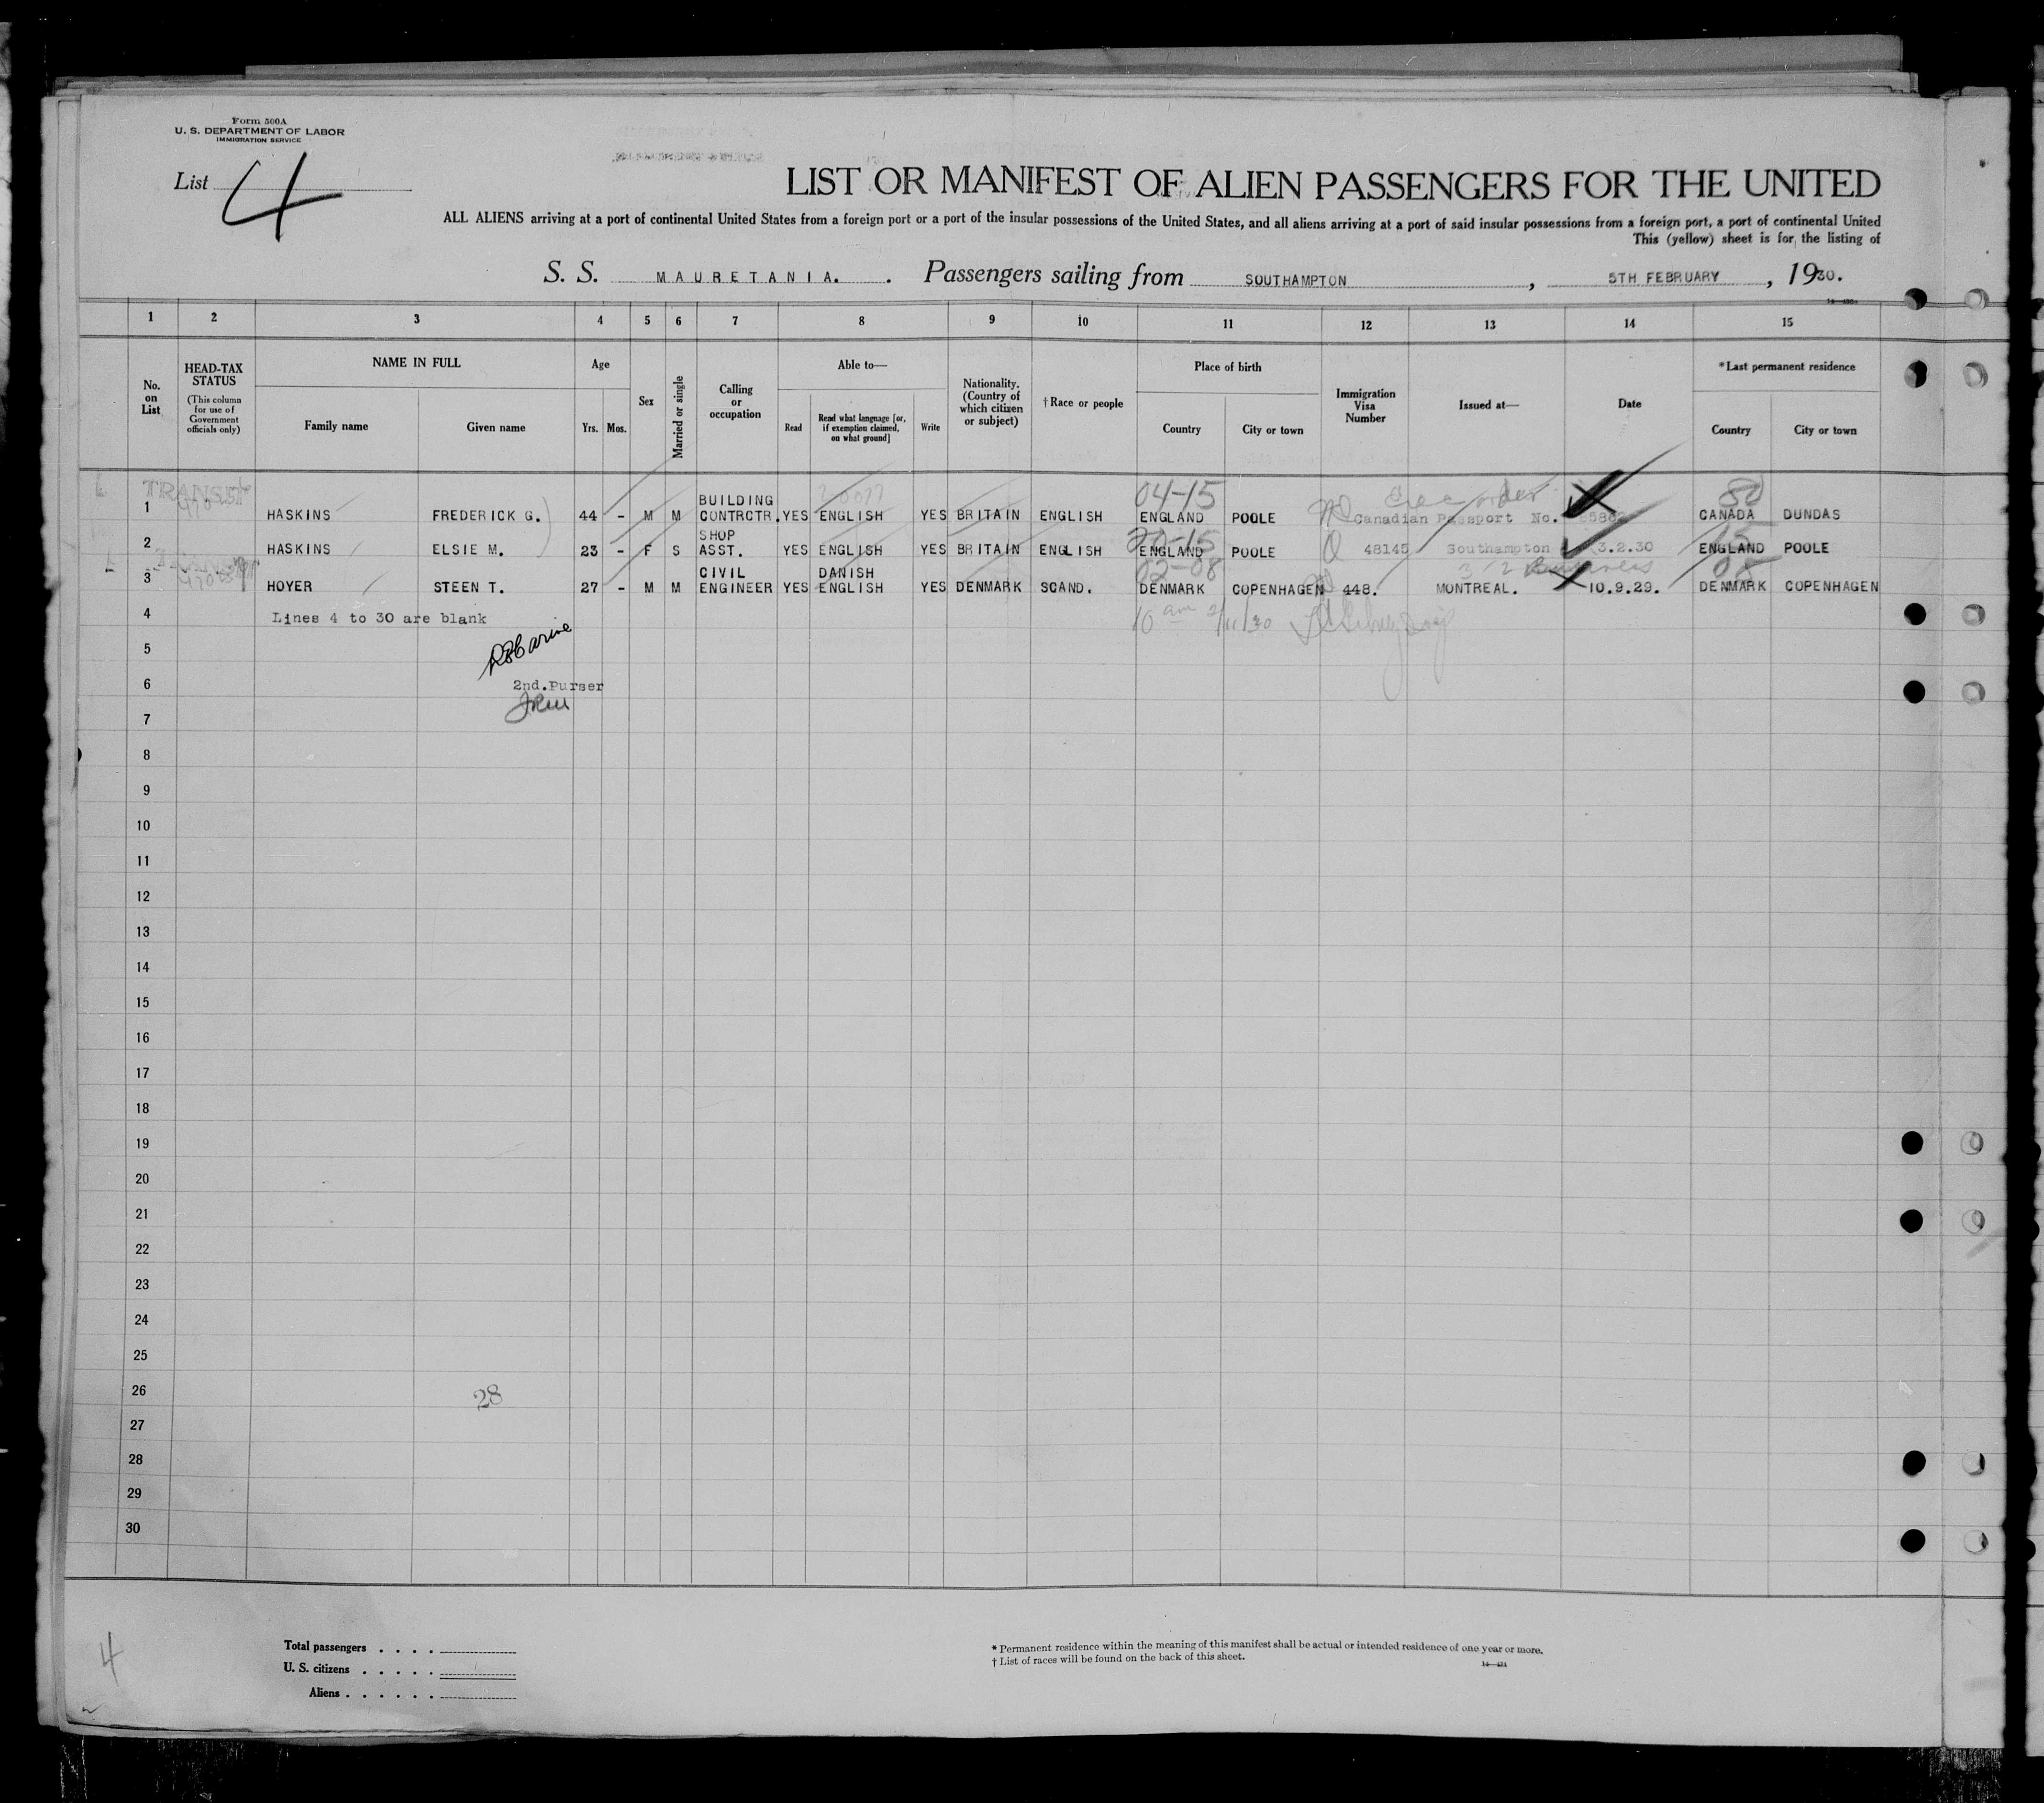 Form 500A
U. S. DEPARTMENT OF LABOR
IMMIGRATION SERVICE
List 4
LIST OR MANIFEST OF ALIEN PASSENGERS FOR THE UNITED
ALL ALIENS arriving at a port of continental United States from a foreign port or a port of the insular possessions of the United States, and all aliens arriving at a port of said insular possessions from a foreign port, a port of continental United
This (yellow) sheet is for the listing of
S. S. MAURETANIA. Passengers sailing from SOUTHAMPTON, 5TH FEBRUARY, 1930.
1 2 3 4 5 6 7 8 9 10 11 12 13 14 15
No. on List
HEAD-TAX STATUS
(This column for use of Government officials only)
NAME IN FULL
Family name
Given name
Age
Yrs. Mos.
Sex
Married or single
Calling or occupation
Able to—
Read
Read what language [or, if exemption claimed, on what ground]
Write
Nationality. (Country of which citizen or subject)
† Race or people
Place of birth
Country
City or town
Immigration Visa Number
Issued at—
Date
*Last permanent residence
Country
City or town
TRANSIT
04-15
1 HASKINS FREDERICK G. 44 - M M BUILDING CONTRCTR. YES ENGLISH YES BRITAIN ENGLISH ENGLAND POOLE Canadian Passport No. CANADA DUNDAS
20-15
2 HASKINS ELSIE M. 23 - F S SHOP ASST. YES ENGLISH YES BRITAIN ENGLISH ENGLAND POOLE 48145 Southampton 3.2.30 ENGLAND POOLE
02-08
3 HOYER STEEN T. 27 - M M CIVIL ENGINEER YES DANISH ENGLISH YES DENMARK SCAND. DENMARK COPENHAGEN 448. MONTREAL. 10.9.29. DENMARK COPENHAGEN
4 Lines 4 to 30 are blank
10 am 2/11/30
5
6 2nd.Purser
7
8
9
10
11
12
13
14
15
16
17
18
19
20
21
22
23
24
25
26 28
27
28
29
30
4
Total passengers
U. S. citizens
Aliens
* Permanent residence within the meaning of this manifest shall be actual or intended residence of one year or more.
† List of races will be found on the back of this sheet.